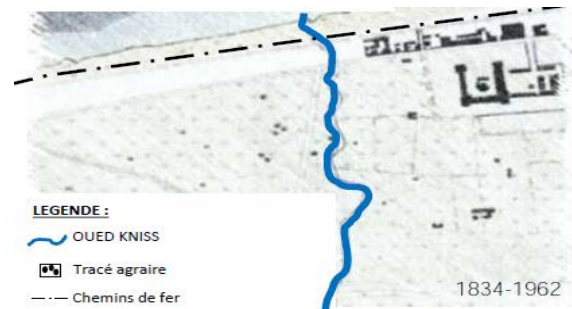 LEGENDE :
OUED KNISS
Tracé agraire
Chemins de fer
1834-1962